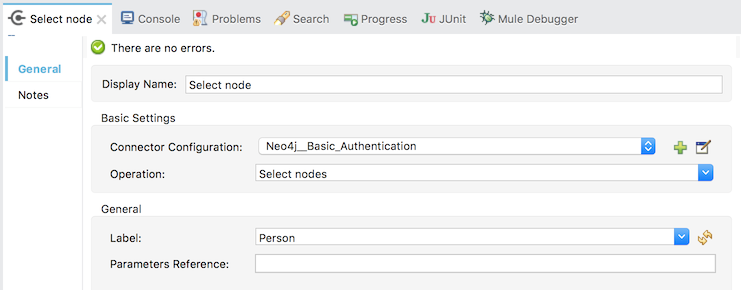 Select node Console Problems Search Progress JUnit Mule Debugger
There are no errors.
General
Notes
Display Name: Select node
Basic Settings
Connector Configuration: Neo4j__Basic_Authentication
Operation: Select nodes
General
Label: Person
Parameters Reference: